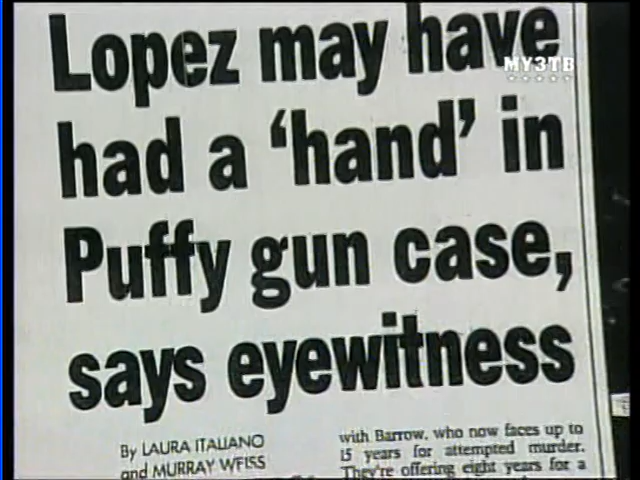 Lopez may have
МУЗТВ
had a 'hand' in
Puffy gun case,
says eyewitness
By LAURA ITALIANO
and MURRAY WEISS
with Barrow, who now faces up to
15 years for attempted murder.
They're offering eight years for a